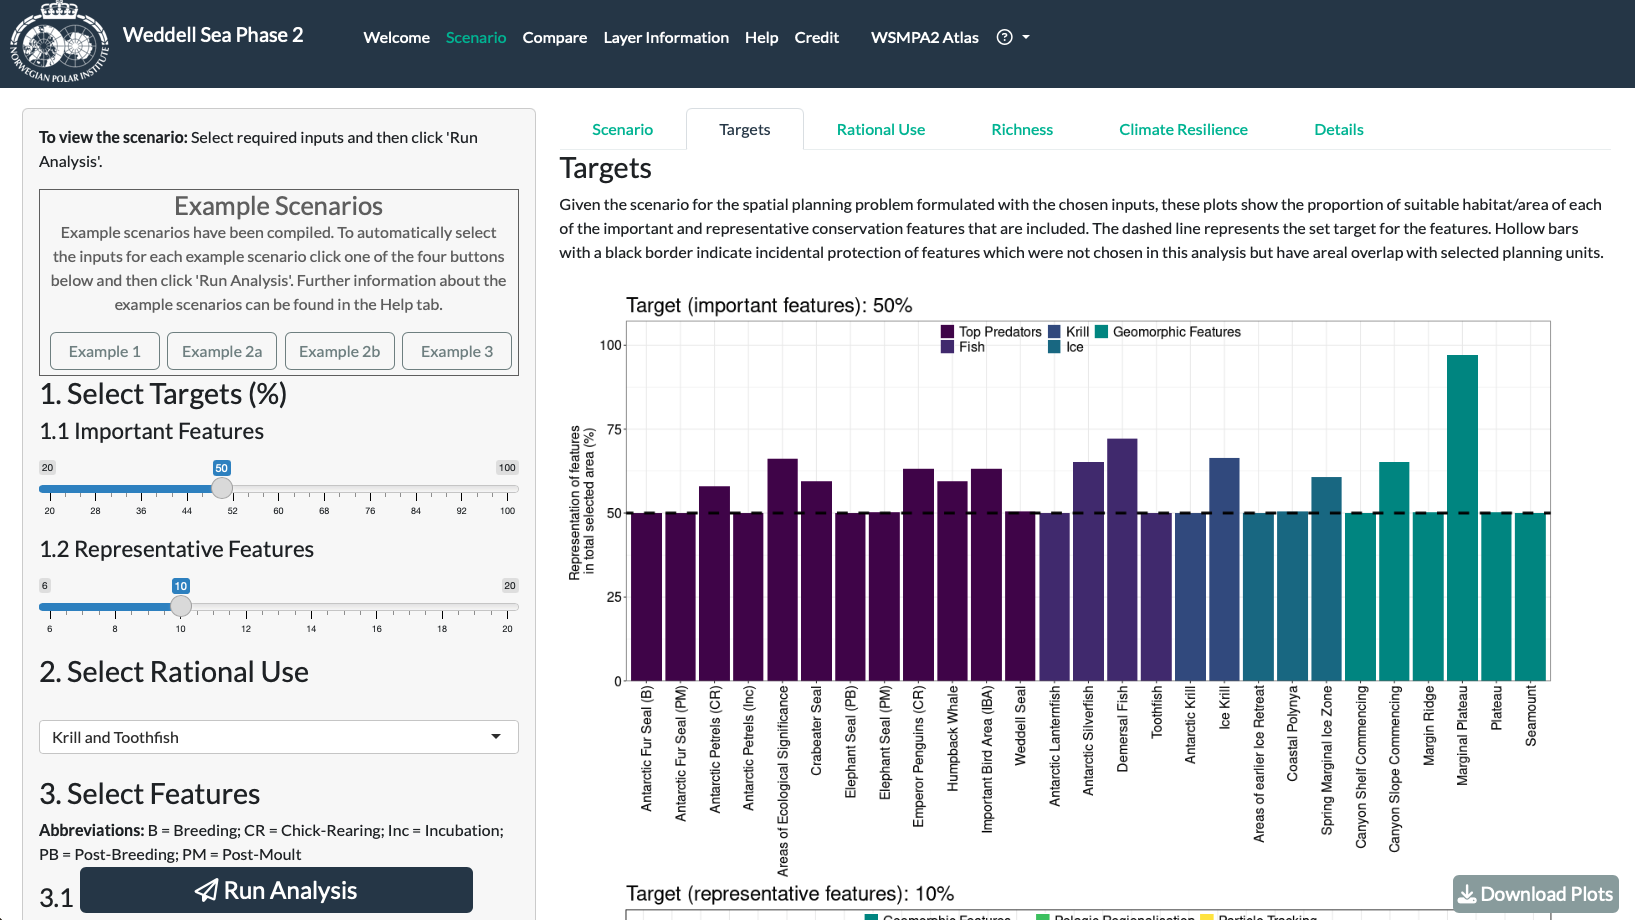 NORWEGIAN POLAR INSTITUTE
Weddell Sea Phase 2
Welcome Scenario Compare Layer Information Help Credit WSMPA2 Atlas
To view the scenario: Select required inputs and then click 'Run
Analysis'.
Example Scenarios
Example scenarios have been compiled. To automatically select
the inputs for each example scenario click one of the four buttons
below and then click 'Run Analysis'. Further information about the
example scenarios can be found in the Help tab.
Example 1 Example 2a Example 2b Example 3
1. Select Targets (%)
1.1 Important Features
20 50 100
20 28 36 44 52 60 68 76 84 92 100
1.2 Representative Features
6 10 20
6 8 10 12 14 16 18 20
2. Select Rational Use
Krill and Toothfish
3. Select Features
Abbreviations: B = Breeding; CR = Chick-Rearing; Inc = Incubation;
PB = Post-Breeding; PM = Post-Moult
3.1
Run Analysis
Scenario Targets Rational Use Richness Climate Resilience Details
Targets
Given the scenario for the spatial planning problem formulated with the chosen inputs, these plots show the proportion of suitable habitat/area of each
of the important and representative conservation features that are included. The dashed line represents the set target for the features. Hollow bars
with a black border indicate incidental protection of features which were not chosen in this analysis but have areal overlap with selected planning units.
Target (important features): 50%
Top Predators Krill Geomorphic Features
Fish Ice
Representation of features
in total selected area (%)
100
75
50
25
0
Antarctic Fur Seal (B)
Antarctic Fur Seal (PM)
Antarctic Petrels (CR)
Antarctic Petrels (Inc)
Areas of Ecological Significance
Crabeater Seal
Elephant Seal (PB)
Elephant Seal (PM)
Emperor Penguins (CR)
Humpback Whale
Important Bird Area (IBA)
Weddell Seal
Antarctic Lanternfish
Antarctic Silverfish
Demersal Fish
Toothfish
Antarctic Krill
Ice Krill
Areas of earlier Ice Retreat
Coastal Polynya
Spring Marginal Ice Zone
Canyon Shelf Commencing
Canyon Slope Commencing
Margin Ridge
Marginal Plateau
Plateau
Seamount
Target (representative features): 10%
Geomorphic Features Pelagic Regionalisation Particle Tracking
Download Plots